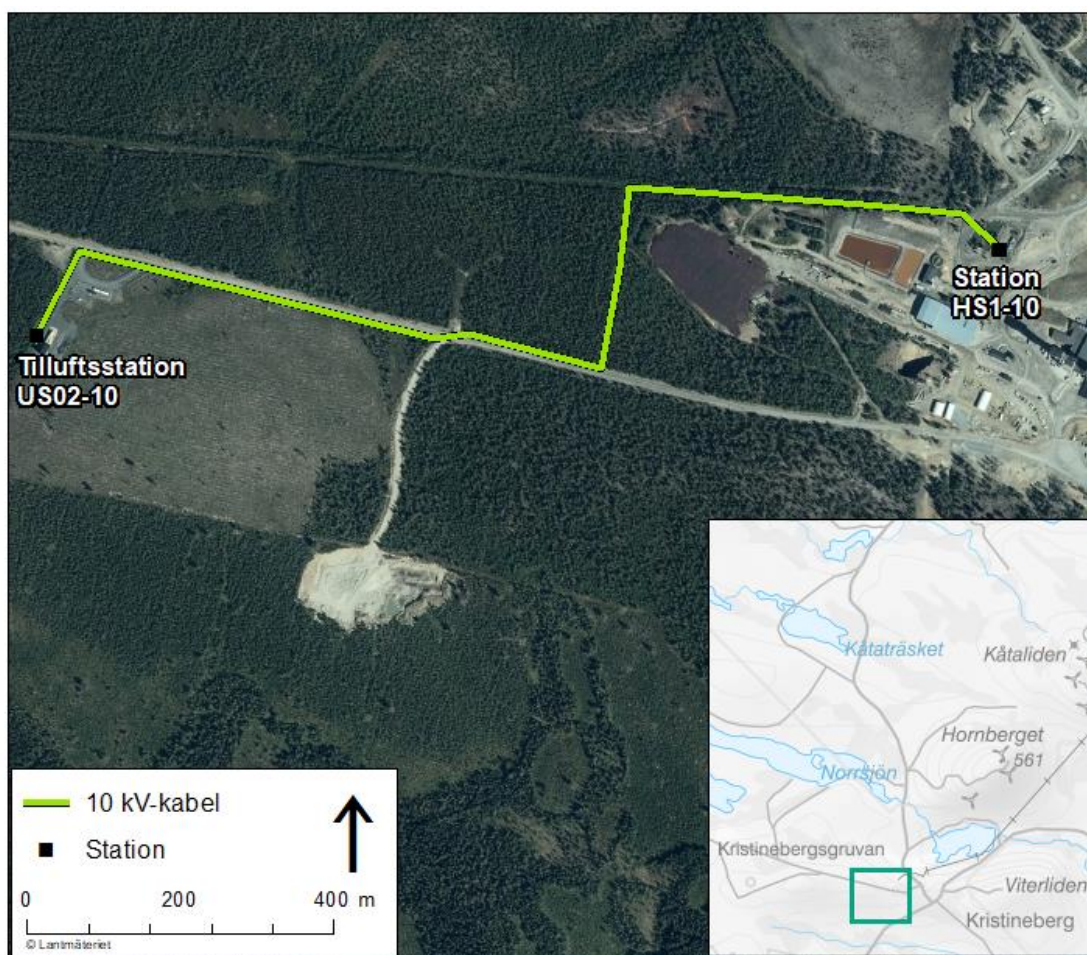 Station
HS1-10
Tilluftsstation
US02-10
10 kV-kabel
Station
0 200 400 m
© Lantmäteriet
Kåtaträsket
Kåtaliden
Hornberget
561
Norrsjön
Kristinebergsgruvan
Viterliden
Kristineberg